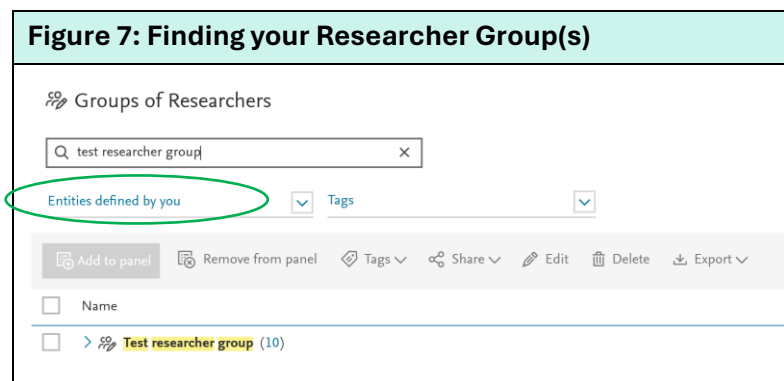 Figure 7: Finding your Researcher Group(s)
Groups of Researchers
test researcher group
Entities defined by you
Tags
Add to panel Remove from panel Tags Share Edit Delete Export
Name
Test researcher group (10)